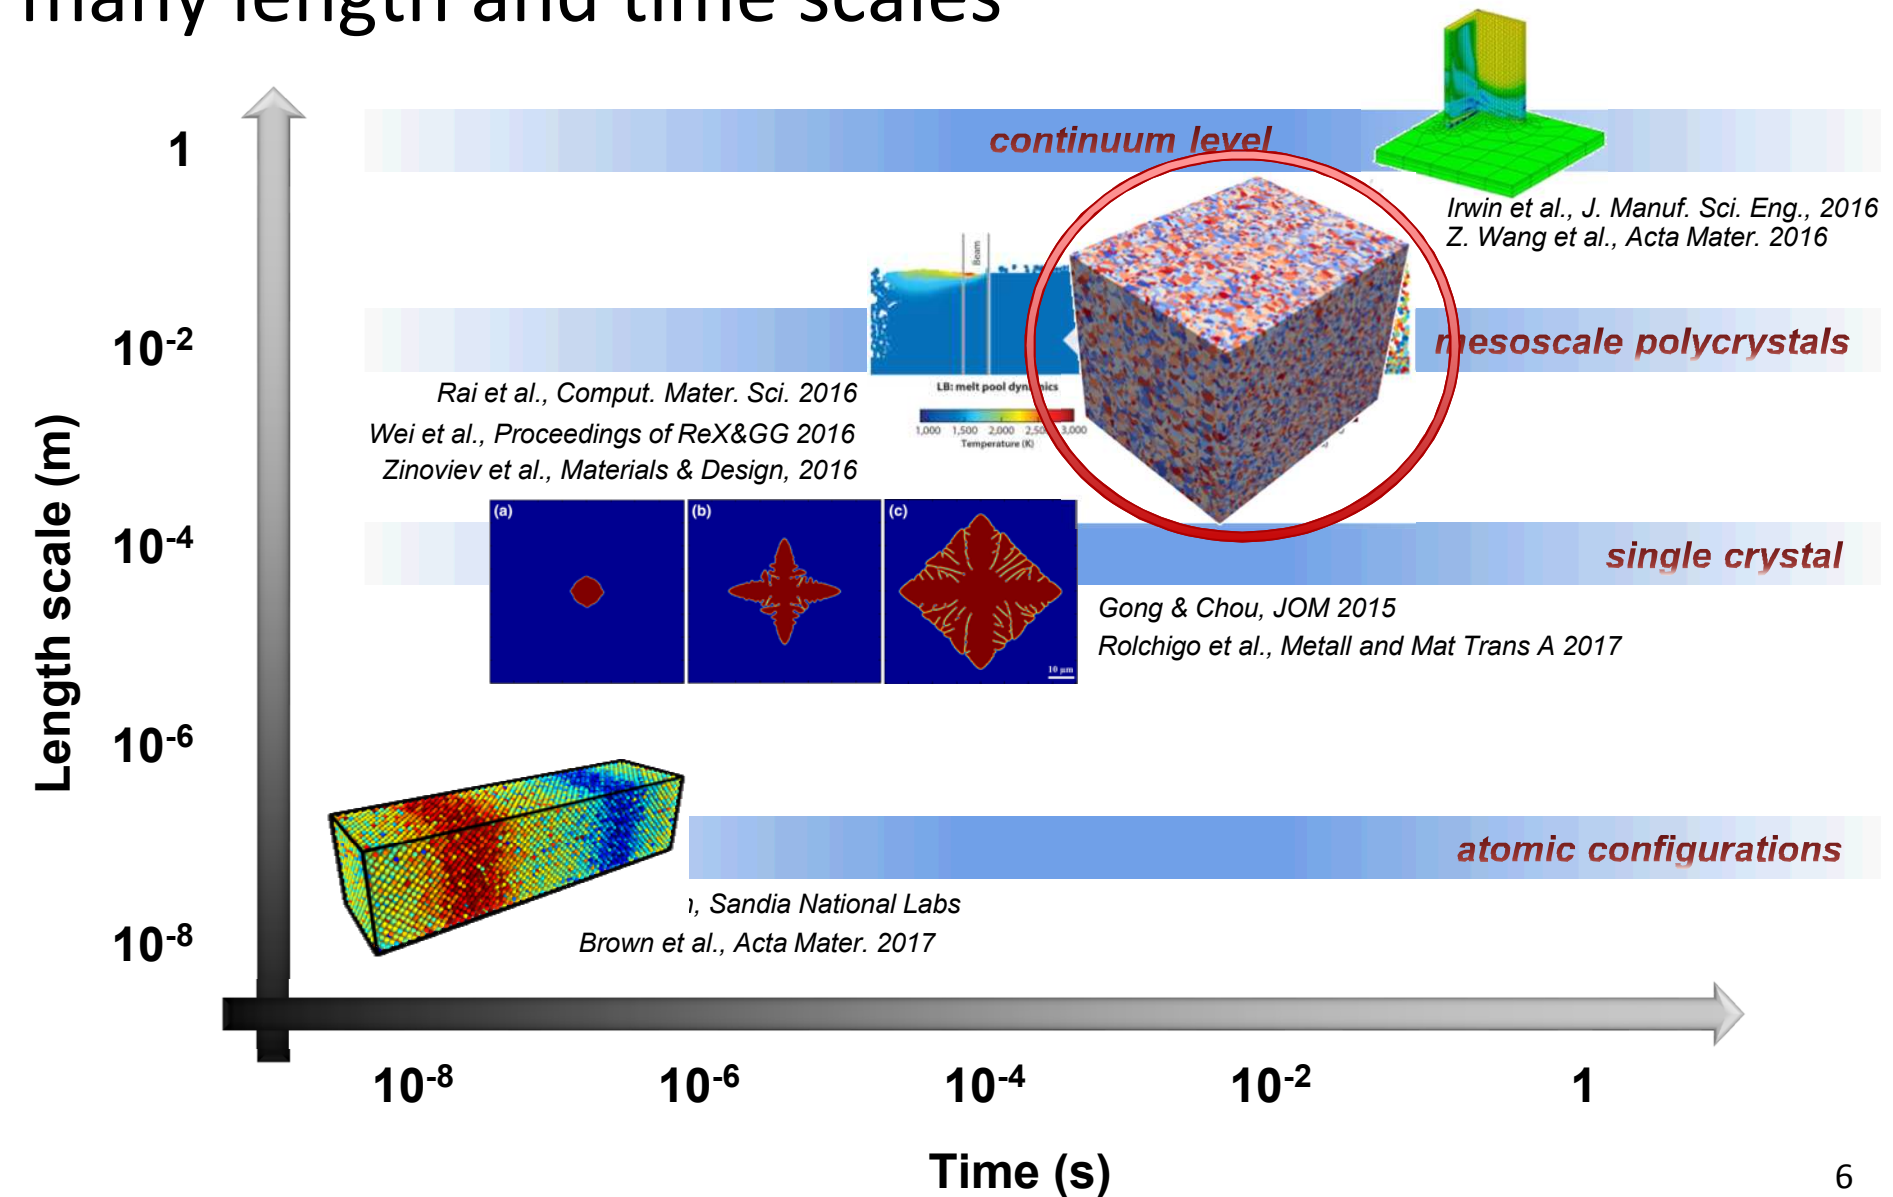 many length and time scales
1
continuum level
Irwin et al., J. Manuf. Sci. Eng., 2016
Z. Wang et al., Acta Mater. 2016
Beam
10-2
mesoscale polycrystals
Rai et al., Comput. Mater. Sci. 2016
LB: melt pool dynamics
Wei et al., Proceedings of ReX&GG 2016
1,000 1,500 2,000 2,500 3,000
Temperature (K)
Zinoviev et al., Materials & Design, 2016
Length scale (m)
(a) (b) (c)
10-4
single crystal
Gong & Chou, JOM 2015
Rolchigo et al., Metall and Mat Trans A 2017
10 µm
10-6
atomic configurations
, Sandia National Labs
10-8
Brown et al., Acta Mater. 2017
10-8 10-6 10-4 10-2 1
Time (s)
6